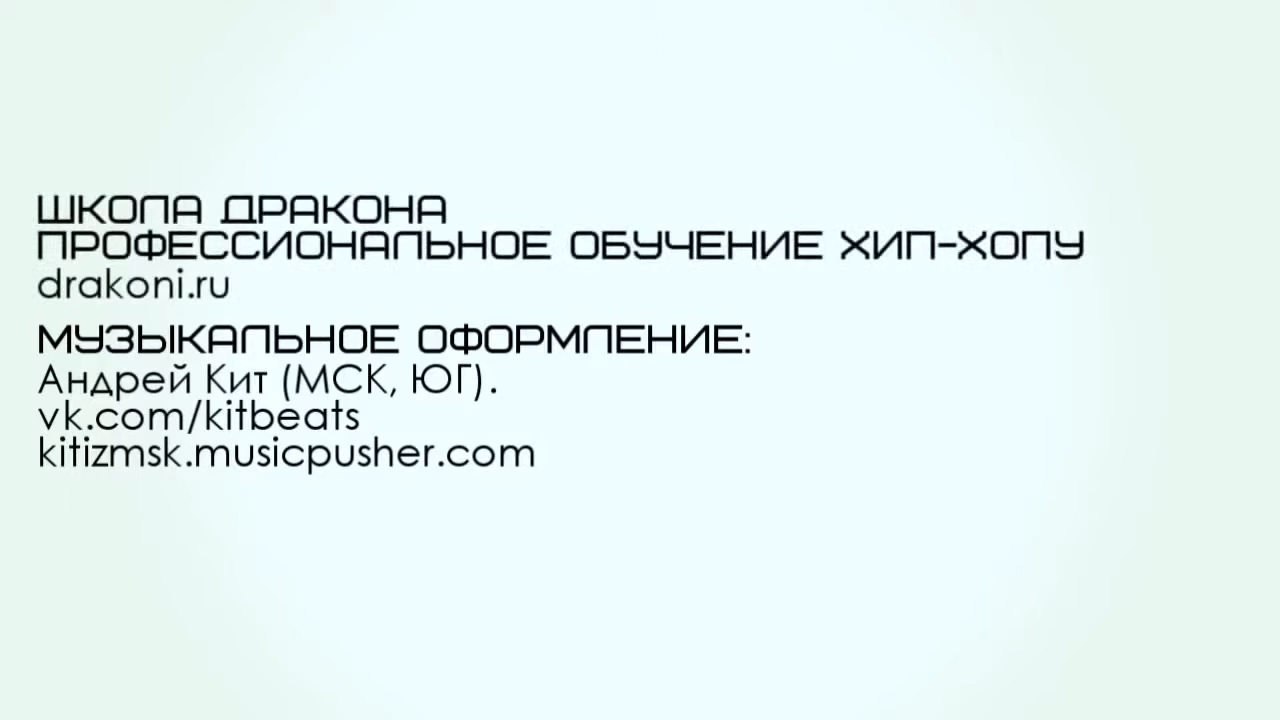 ШКОЛА ДРАКОНА
ПРОФЕССИОНАЛЬНОЕ ОБУЧЕНИЕ ХИП-ХОПУ
drakoni.ru
МУЗЫКАЛЬНОЕ ОФОРМЛЕНИЕ:
Андрей Кит (МСК, ЮГ).
vk.com/kitbeats
kitizmsk.musicpusher.com